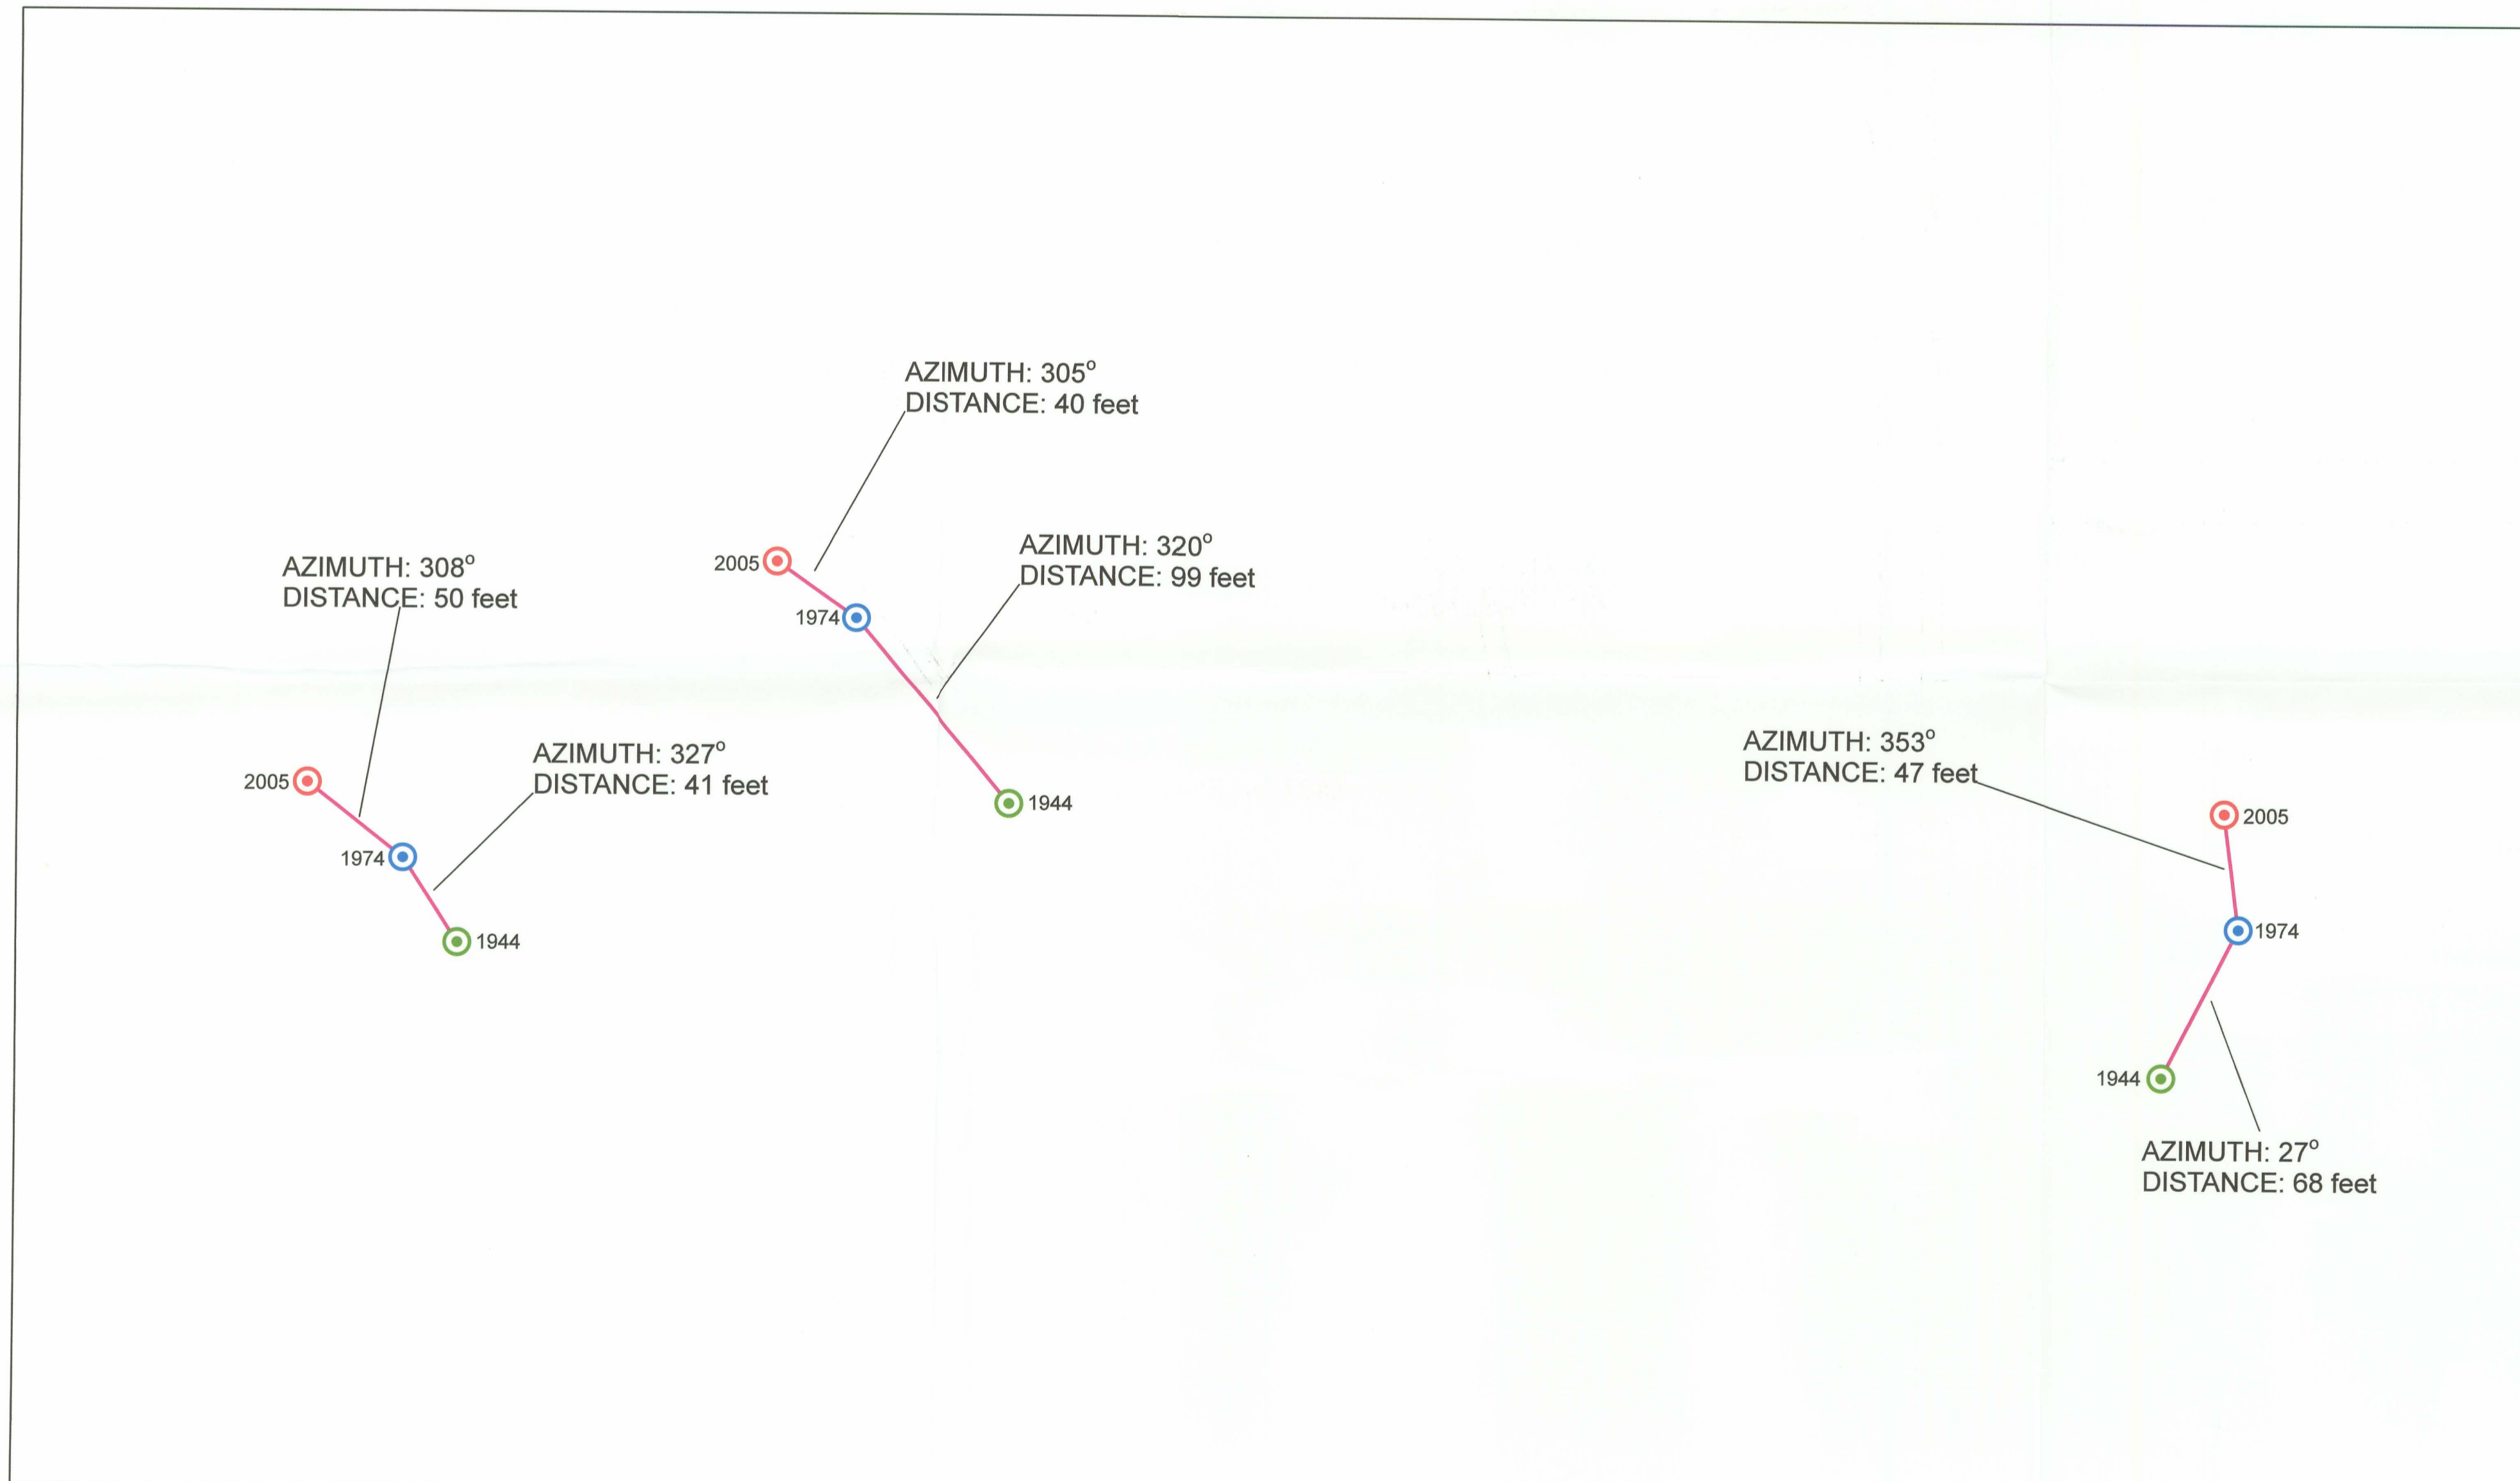 AZIMUTH: 305°
DISTANCE: 40 feet
AZIMUTH: 320°
DISTANCE: 99 feet
2005
1974
1944
AZIMUTH: 308°
DISTANCE: 50 feet
AZIMUTH: 327°
DISTANCE: 41 feet
2005
1974
1944
AZIMUTH: 353°
DISTANCE: 47 feet
2005
1974
1944
AZIMUTH: 27°
DISTANCE: 68 feet